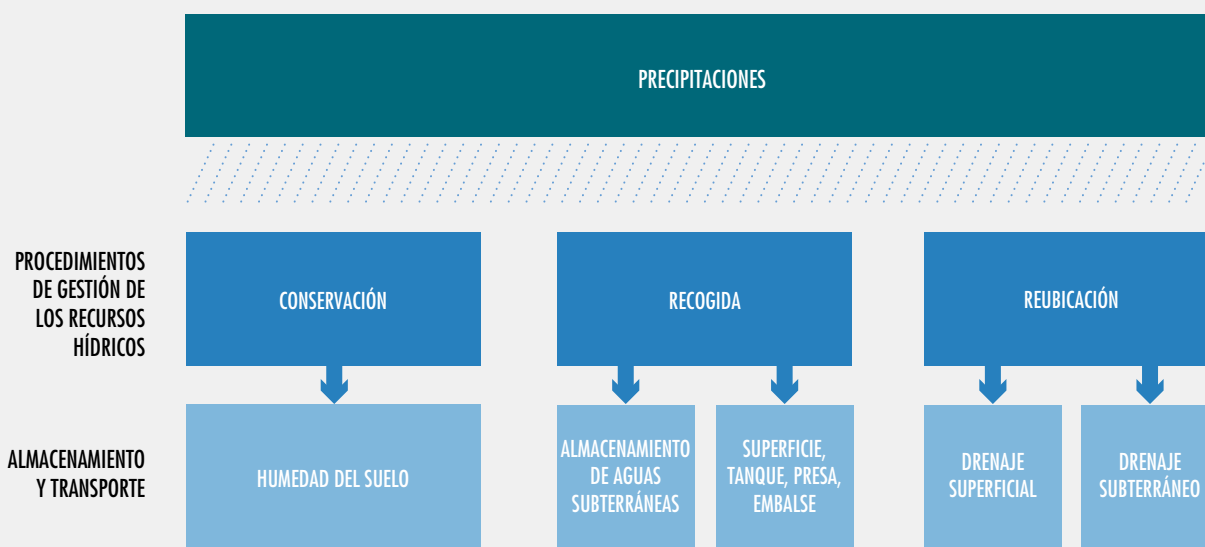 PRECIPITACIONES
PROCEDIMIENTOS
DE GESTIÓN DE
LOS RECURSOS
HÍDRICOS
CONSERVACIÓN
RECOGIDA
REUBICACIÓN
ALMACENAMIENTO
Y TRANSPORTE
HUMEDAD DEL SUELO
ALMACENAMIENTO
DE AGUAS
SUBTERRÁNEAS
SUPERFICIE,
TANQUE, PRESA,
EMBALSE
DRENAJE
SUPERFICIAL
DRENAJE
SUBTERRÁNEO